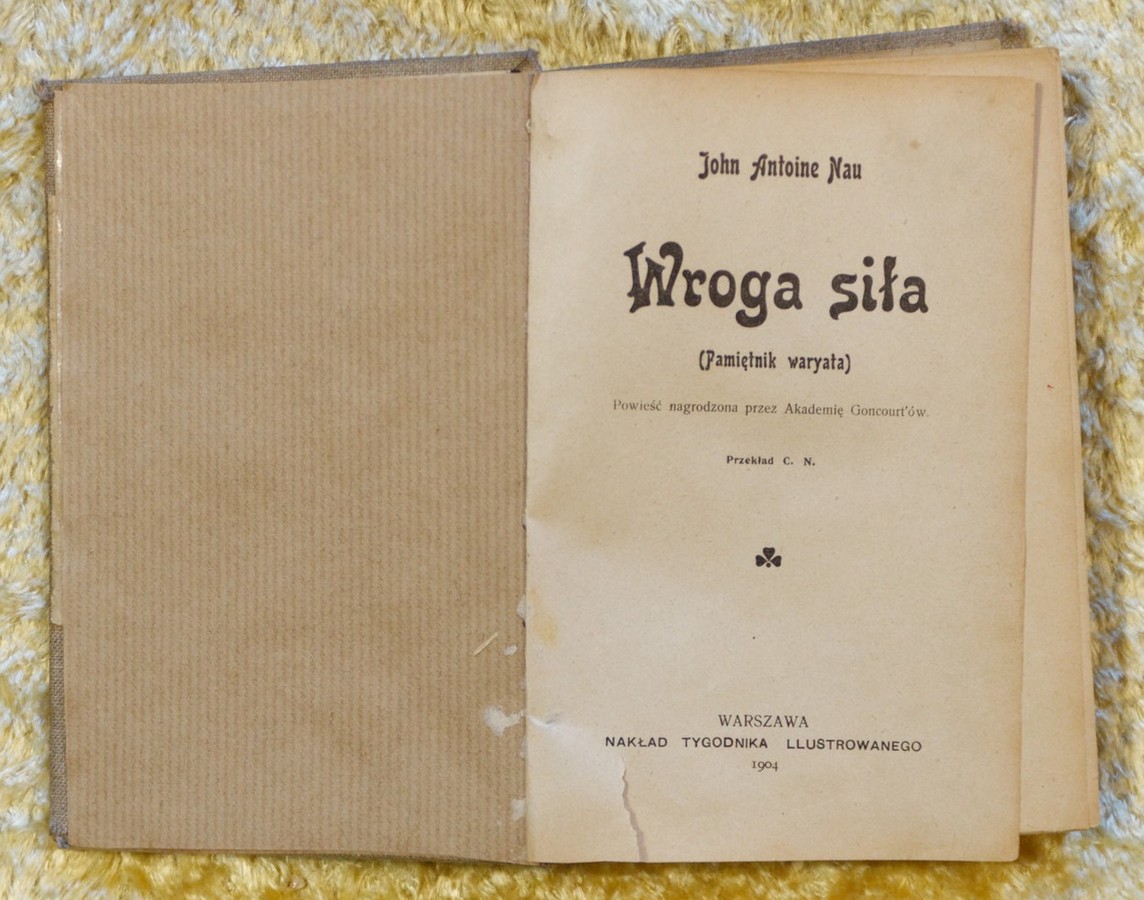 John Antoine Nau
Wroga siła
(Pamiętnik waryata)
Powieść nagrodzona przez Akademię Goncourt'ów.
Przekład C. N.
WARSZAWA
NAKŁAD TYGODNIKA LLUSTROWANEGO
1904